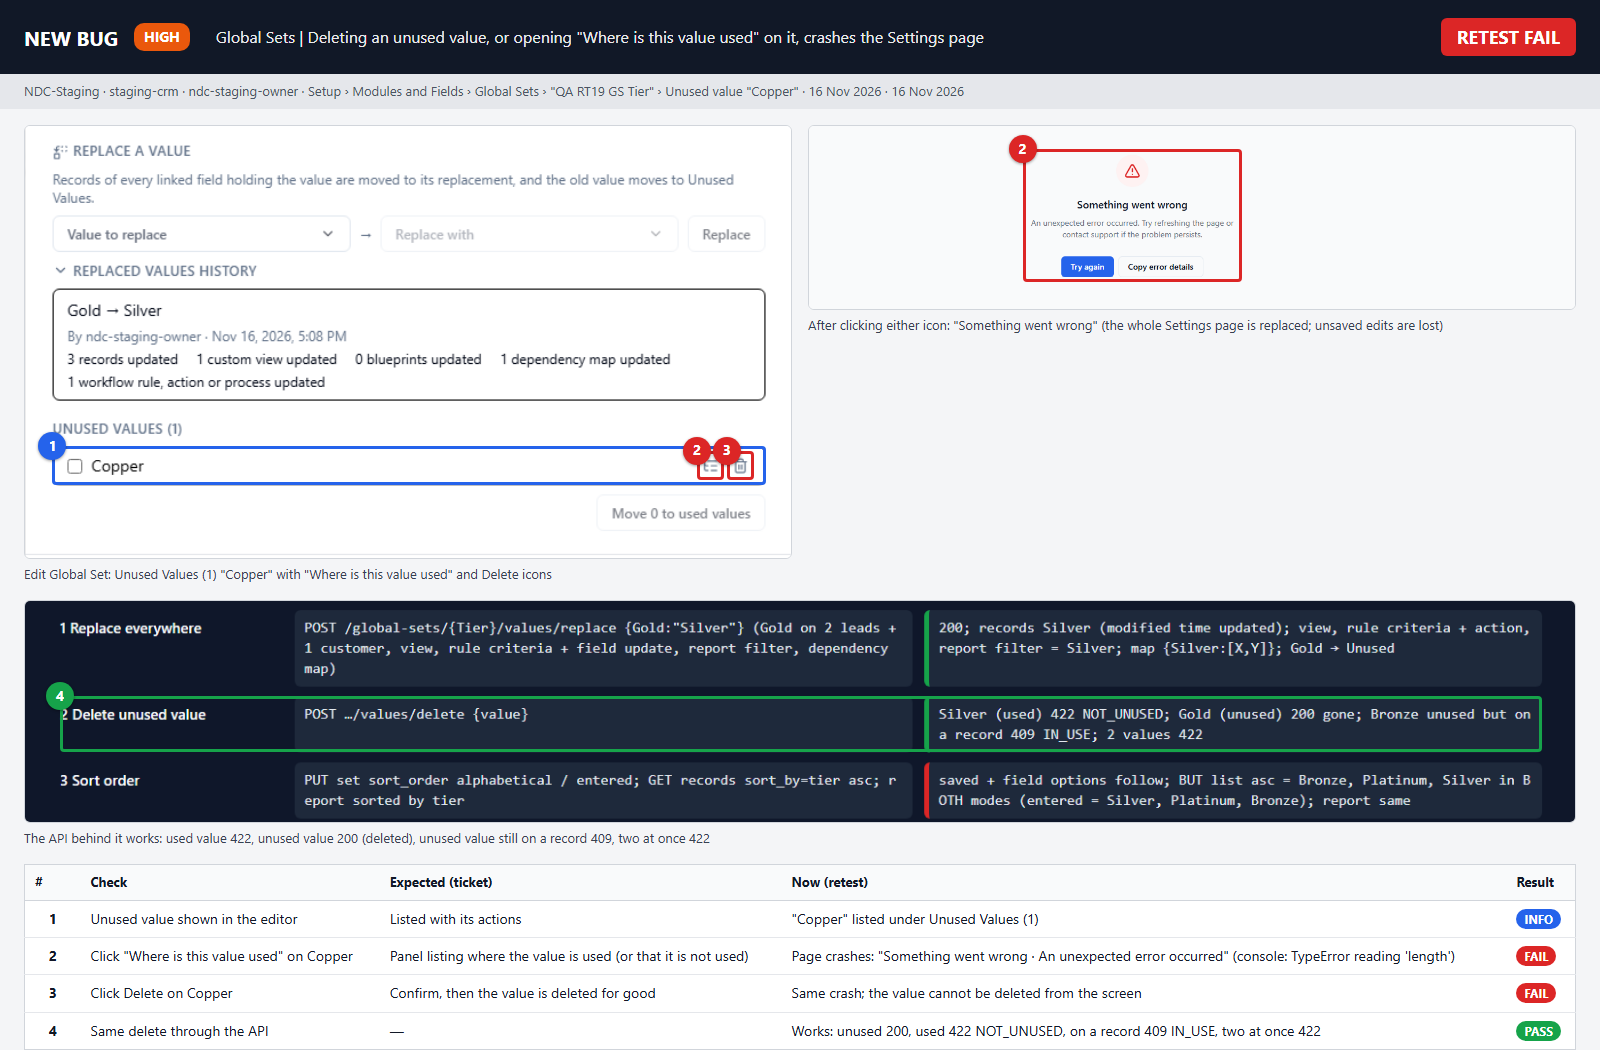 NEW BUG HIGH Global Sets | Deleting an unused value, or opening "Where is this value used" on it, crashes the Settings page RETEST FAIL
NDC-Staging · staging-crm · ndc-staging-owner · Setup › Modules and Fields › Global Sets › "QA RT19 GS Tier" › Unused value "Copper" · 16 Nov 2026 · 16 Nov 2026
REPLACE A VALUE
Records of every linked field holding the value are moved to its replacement, and the old value moves to Unused
Values.
Value to replace → Replace with Replace
REPLACED VALUES HISTORY
Gold → Silver
By ndc-staging-owner · Nov 16, 2026, 5:08 PM
3 records updated 1 custom view updated 0 blueprints updated 1 dependency map updated
1 workflow rule, action or process updated
UNUSED VALUES (1)
1 2 3
Copper
Move 0 to used values
Edit Global Set: Unused Values (1) "Copper" with "Where is this value used" and Delete icons
2
Something went wrong
An unexpected error occurred. Try refreshing the page or
contact support if the problem persists.
Try again Copy error details
After clicking either icon: "Something went wrong" (the whole Settings page is replaced; unsaved edits are lost)
1 Replace everywhere
POST /global-sets/{Tier}/values/replace {Gold:"Silver"} (Gold on 2 leads +
1 customer, view, rule criteria + field update, report filter, dependency
map)
200; records Silver (modified time updated); view, rule criteria + action,
report filter = Silver; map {Silver:[X,Y]}; Gold → Unused
4
2 Delete unused value
POST …/values/delete {value}
Silver (used) 422 NOT_UNUSED; Gold (unused) 200 gone; Bronze unused but on
a record 409 IN_USE; 2 values 422
3 Sort order
PUT set sort_order alphabetical / entered; GET records sort_by=tier asc; r
eport sorted by tier
saved + field options follow; BUT list asc = Bronze, Platinum, Silver in B
OTH modes (entered = Silver, Platinum, Bronze); report same
The API behind it works: used value 422, unused value 200 (deleted), unused value still on a record 409, two at once 422
# Check Expected (ticket) Now (retest) Result
1 Unused value shown in the editor Listed with its actions "Copper" listed under Unused Values (1) INFO
2 Click "Where is this value used" on Copper Panel listing where the value is used (or that it is not used) Page crashes: "Something went wrong · An unexpected error occurred" (console: TypeError reading 'length') FAIL
3 Click Delete on Copper Confirm, then the value is deleted for good Same crash; the value cannot be deleted from the screen FAIL
4 Same delete through the API — Works: unused 200, used 422 NOT_UNUSED, on a record 409 IN_USE, two at once 422 PASS